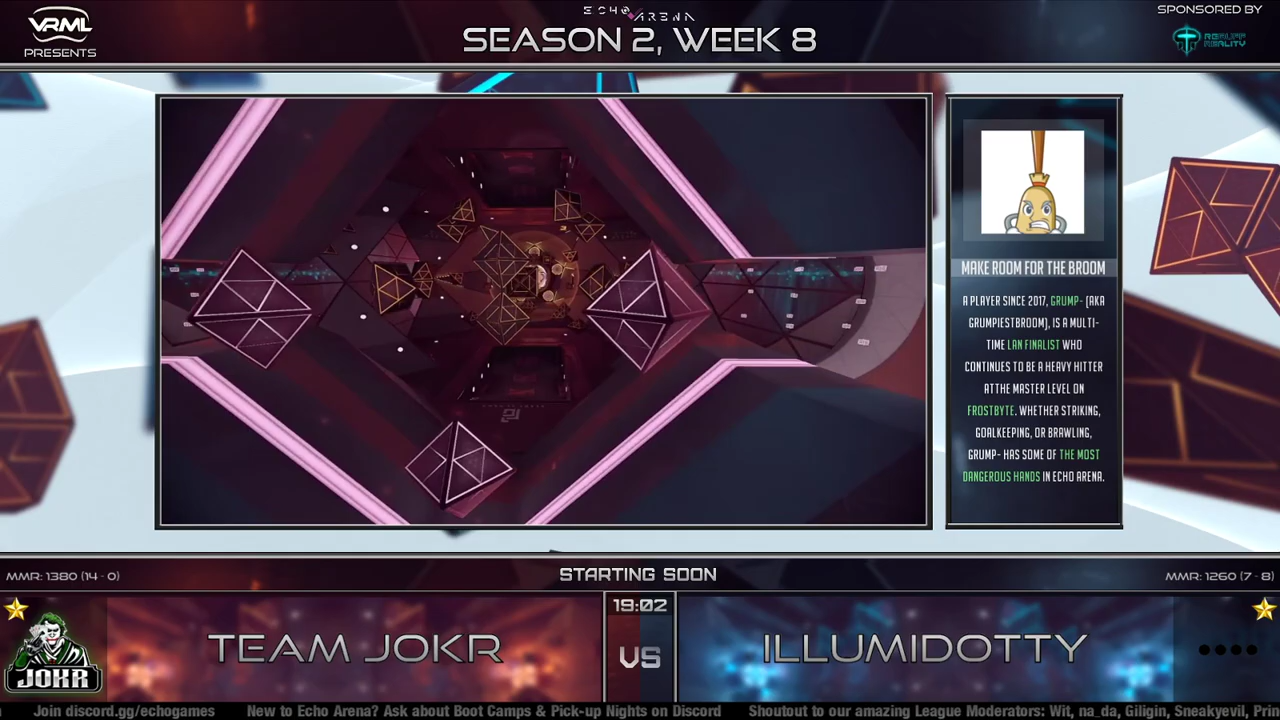 VRML
PRESENTS
ECHO
ARENA
SEASON 2, WEEK 8
SPONSORED BY
REALITY
MAKE ROOM FOR THE BROOM
A PLAYER SINCE 2017, GRUMP- (AKA
GRUMPIESTBROOM), IS A MULTI-
TIME LAN FINALIST WHO
CONTINUES TO BE A HEAVY HITTER
ATTHE MASTER LEVEL ON
FROSTBYTE. WHETHER STRIKING,
GOALKEEPING, OR BRAWLING,
GRUMP- HAS SOME OF THE MOST
DANGEROUS HANDS IN ECHO ARENA.
MMR: 1380 (14 - 0)
STARTING SOON
MMR: 1260 (7 - 8)
JOKR
TEAM JOKR
19:02
VS
ILLUMIDOTTY
Join discord.gg/echogames New to Echo Arena? Ask about Boot Camps & Pick-up Nights on Discord Shoutout to our amazing League Moderators: Wit, na_da, Giligin, Sneakyevil, Prin